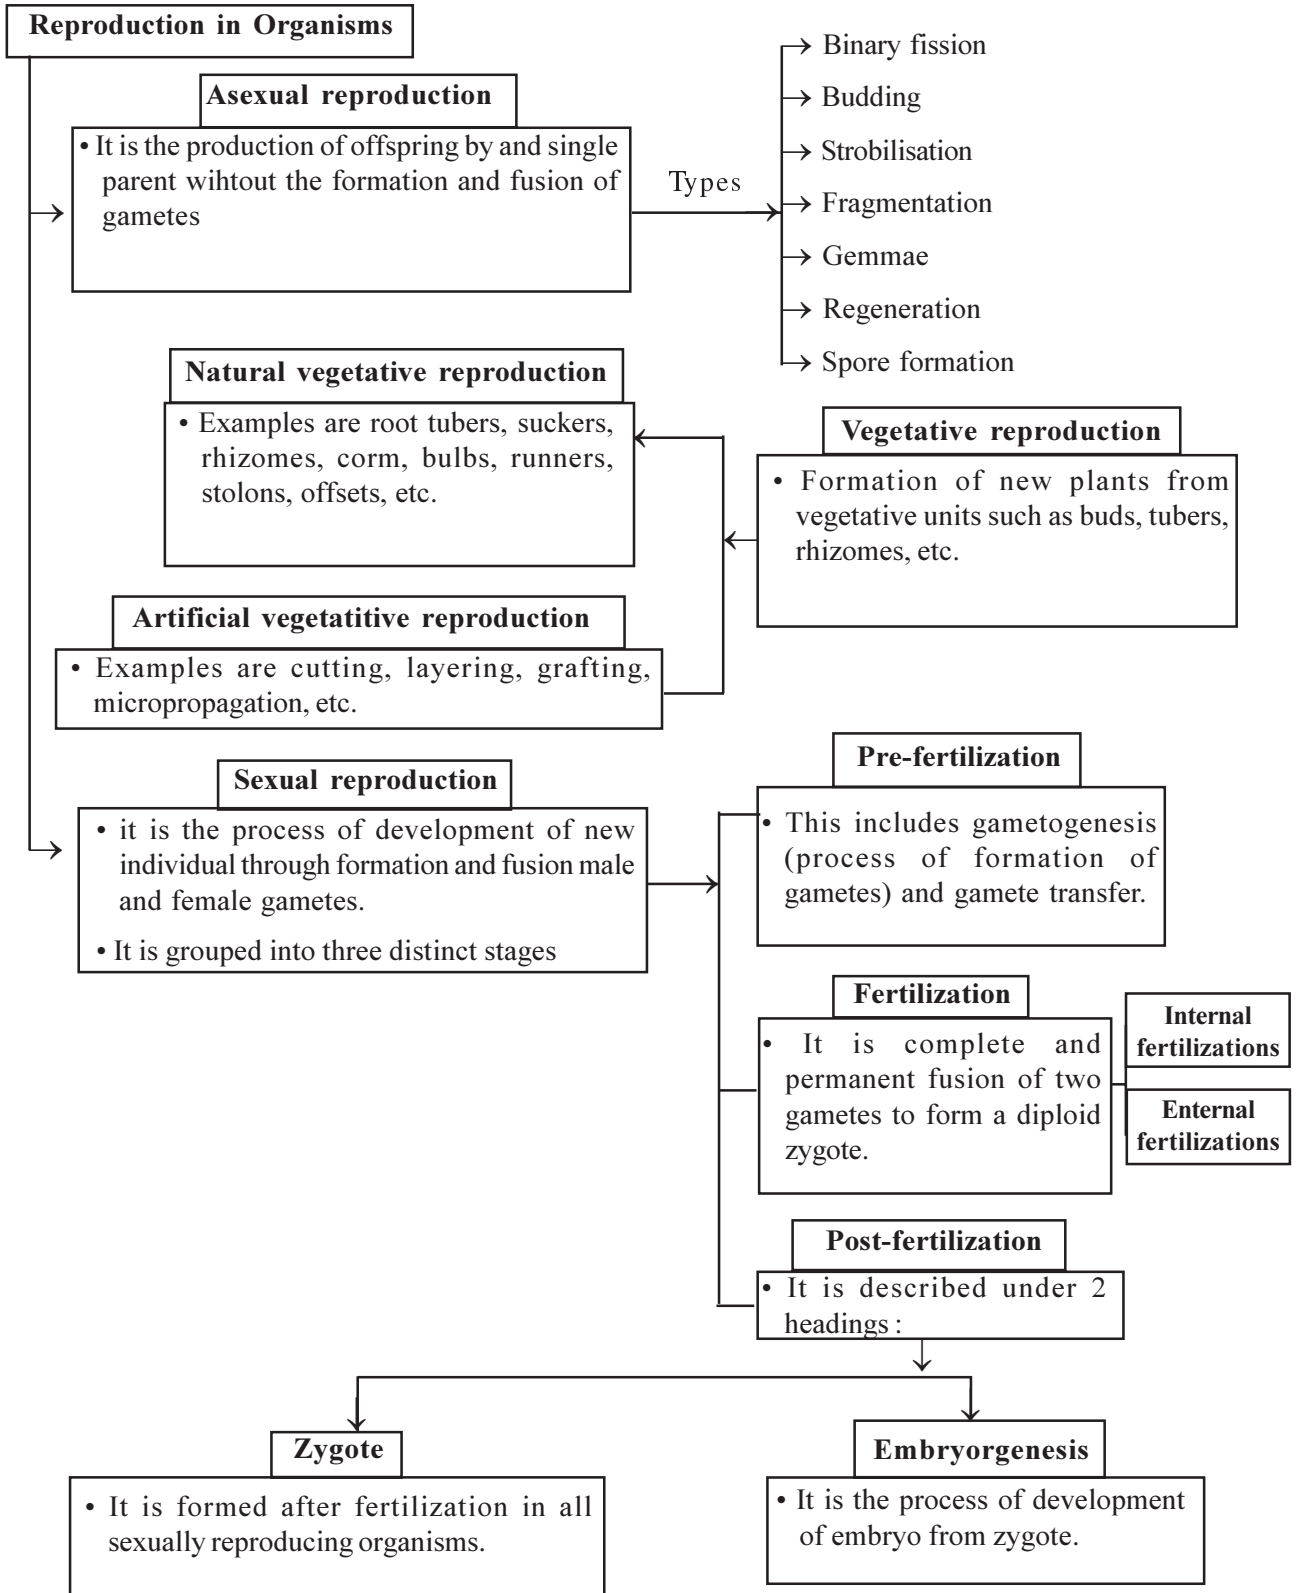 Reproduction in Organisms
Asexual reproduction
• It is the production of offspring by and single
parent wihtout the formation and fusion of
gametes
Types
Binary fission
Budding
Strobilisation
Fragmentation
Gemmae
Regeneration
Spore formation
Natural vegetative reproduction
• Examples are root tubers, suckers,
rhizomes, corm, bulbs, runners,
stolons, offsets, etc.
Vegetative reproduction
• Formation of new plants from
vegetative units such as buds, tubers,
rhizomes, etc.
Artificial vegetatitive reproduction
• Examples are cutting, layering, grafting,
micropropagation, etc.
Sexual reproduction
• it is the process of development of new
individual through formation and fusion male
and female gametes.
• It is grouped into three distinct stages
Pre-fertilization
• This includes gametogenesis
(process of formation of
gametes) and gamete transfer.
Fertilization
• It is complete and
permanent fusion of two
gametes to form a diploid
zygote.
Internal
fertilizations
Enternal
fertilizations
Post-fertilization
• It is described under 2
headings :
Zygote
• It is formed after fertilization in all
sexually reproducing organisms.
Embryorgenesis
• It is the process of development
of embryo from zygote.